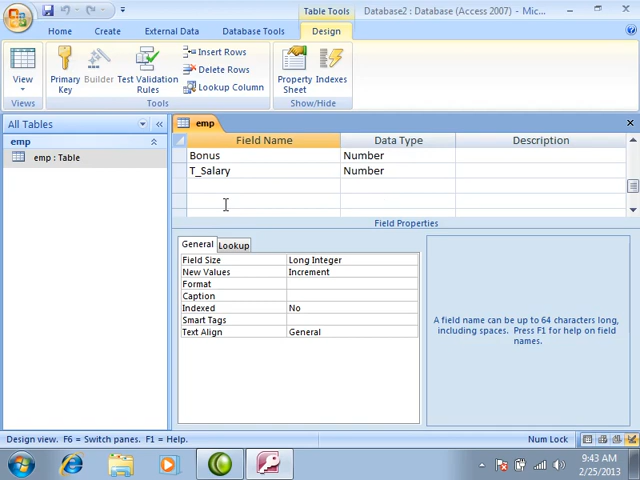 Table Tools
Database2 : Database (Access 2007) - Mic...
Home
Create
External Data
Database Tools
Design
View
Views
Primary Key
Builder
Test Validation Rules
Insert Rows
Delete Rows
Lookup Column
Tools
Property Sheet
Indexes
Show/Hide
All Tables
emp
emp : Table
emp
Field Name
Data Type
Description
Bonus
Number
T_Salary
Number
Field Properties
General
Lookup
Field Size
Long Integer
New Values
Increment
Format
Caption
Indexed
No
Smart Tags
Text Align
General
A field name can be up to 64 characters long,
including spaces. Press F1 for help on field
names.
Design view. F6 = Switch panes. F1 = Help.
Num Lock
9:43 AM
2/25/2013